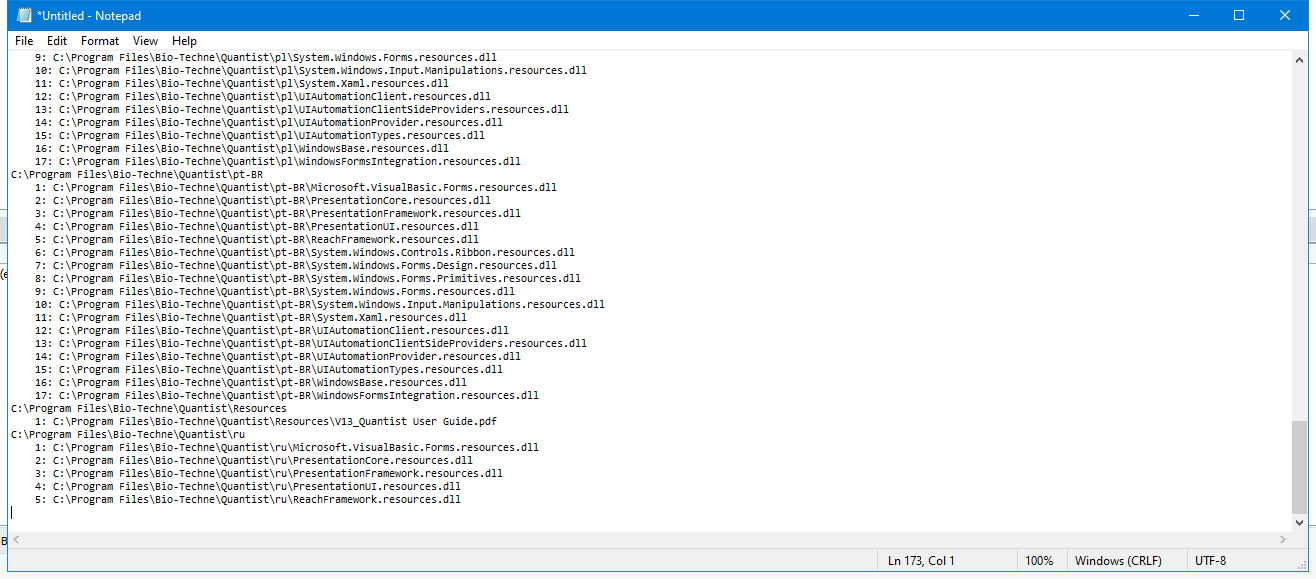 *Untitled - Notepad
File Edit Format View Help
9: C:\Program Files\Bio-Techne\Quantist\pl\System.Windows.Forms.resources.dll
10: C:\Program Files\Bio-Techne\Quantist\pl\System.Windows.Input.Manipulations.resources.dll
11: C:\Program Files\Bio-Techne\Quantist\pl\System.Xaml.resources.dll
12: C:\Program Files\Bio-Techne\Quantist\pl\UIAutomationClient.resources.dll
13: C:\Program Files\Bio-Techne\Quantist\pl\UIAutomationClientSideProviders.resources.dll
14: C:\Program Files\Bio-Techne\Quantist\pl\UIAutomationProvider.resources.dll
15: C:\Program Files\Bio-Techne\Quantist\pl\UIAutomationTypes.resources.dll
16: C:\Program Files\Bio-Techne\Quantist\pl\WindowsBase.resources.dll
17: C:\Program Files\Bio-Techne\Quantist\pl\WindowsFormsIntegration.resources.dll
C:\Program Files\Bio-Techne\Quantist\pt-BR
1: C:\Program Files\Bio-Techne\Quantist\pt-BR\Microsoft.VisualBasic.Forms.resources.dll
2: C:\Program Files\Bio-Techne\Quantist\pt-BR\PresentationCore.resources.dll
3: C:\Program Files\Bio-Techne\Quantist\pt-BR\PresentationFramework.resources.dll
4: C:\Program Files\Bio-Techne\Quantist\pt-BR\PresentationUI.resources.dll
5: C:\Program Files\Bio-Techne\Quantist\pt-BR\ReachFramework.resources.dll
6: C:\Program Files\Bio-Techne\Quantist\pt-BR\System.Windows.Controls.Ribbon.resources.dll
7: C:\Program Files\Bio-Techne\Quantist\pt-BR\System.Windows.Forms.Design.resources.dll
8: C:\Program Files\Bio-Techne\Quantist\pt-BR\System.Windows.Forms.Primitives.resources.dll
9: C:\Program Files\Bio-Techne\Quantist\pt-BR\System.Windows.Forms.resources.dll
10: C:\Program Files\Bio-Techne\Quantist\pt-BR\System.Windows.Input.Manipulations.resources.dll
11: C:\Program Files\Bio-Techne\Quantist\pt-BR\System.Xaml.resources.dll
12: C:\Program Files\Bio-Techne\Quantist\pt-BR\UIAutomationClient.resources.dll
13: C:\Program Files\Bio-Techne\Quantist\pt-BR\UIAutomationClientSideProviders.resources.dll
14: C:\Program Files\Bio-Techne\Quantist\pt-BR\UIAutomationProvider.resources.dll
15: C:\Program Files\Bio-Techne\Quantist\pt-BR\UIAutomationTypes.resources.dll
16: C:\Program Files\Bio-Techne\Quantist\pt-BR\WindowsBase.resources.dll
17: C:\Program Files\Bio-Techne\Quantist\pt-BR\WindowsFormsIntegration.resources.dll
C:\Program Files\Bio-Techne\Quantist\Resources
1: C:\Program Files\Bio-Techne\Quantist\Resources\V13_Quantist User Guide.pdf
C:\Program Files\Bio-Techne\Quantist\ru
1: C:\Program Files\Bio-Techne\Quantist\ru\Microsoft.VisualBasic.Forms.resources.dll
2: C:\Program Files\Bio-Techne\Quantist\ru\PresentationCore.resources.dll
3: C:\Program Files\Bio-Techne\Quantist\ru\PresentationFramework.resources.dll
4: C:\Program Files\Bio-Techne\Quantist\ru\PresentationUI.resources.dll
5: C:\Program Files\Bio-Techne\Quantist\ru\ReachFramework.resources.dll
Ln 173, Col 1 100% Windows (CRLF) UTF-8